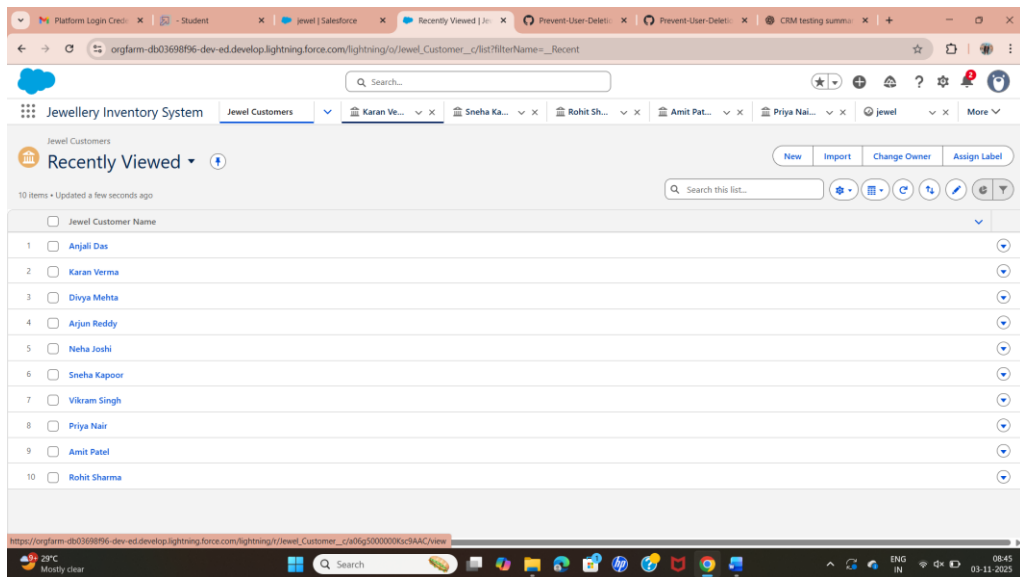 Platform Login Crede
- Student
jewel | Salesforce
Recently Viewed | Je
Prevent-User-Deletic
Prevent-User-Deletic
CRM testing summar
orgfarm-db03698f96-dev-ed.develop.lightning.force.com/lightning/o/Jewel_Customer__c/list?filterName=__Recent
Search...
2
Jewellery Inventory System
Jewel Customers
Karan Ve...
Sneha Ka...
Rohit Sh...
Amit Pat...
Priya Nai...
jewel
More
Jewel Customers
Recently Viewed
New
Import
Change Owner
Assign Label
10 items • Updated a few seconds ago
Search this list...
Jewel Customer Name
1 Anjali Das
2 Karan Verma
3 Divya Mehta
4 Arjun Reddy
5 Neha Joshi
6 Sneha Kapoor
7 Vikram Singh
8 Priya Nair
9 Amit Patel
10 Rohit Sharma
https://orgfarm-db03698f96-dev-ed.develop.lightning.force.com/lightning/r/Jewel_Customer__c/a06g5000000Ksc9AAC/view
9+
29°C
Mostly clear
Search
hp
ENG
IN
08:45
03-11-2025